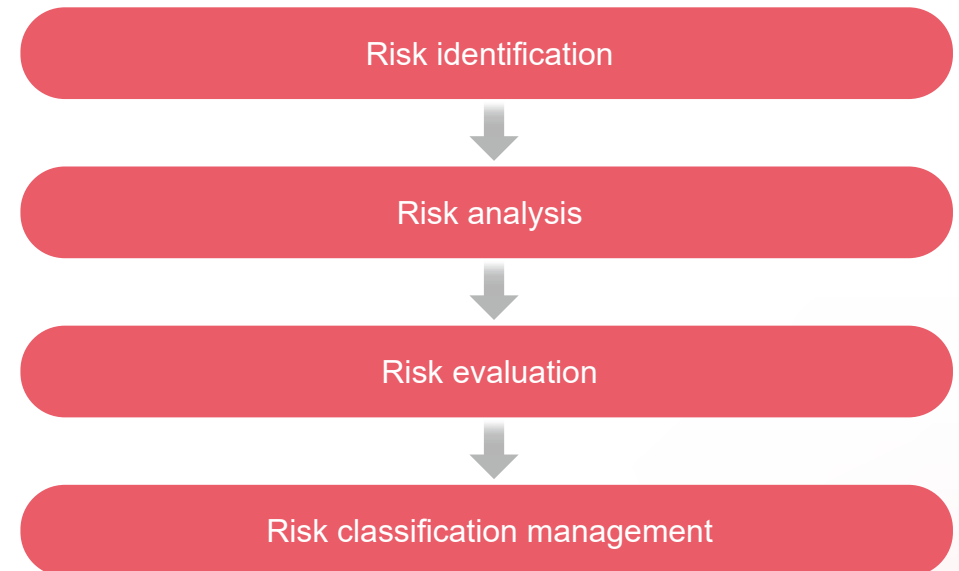 Risk identification
Risk analysis
Risk evaluation
Risk classification management